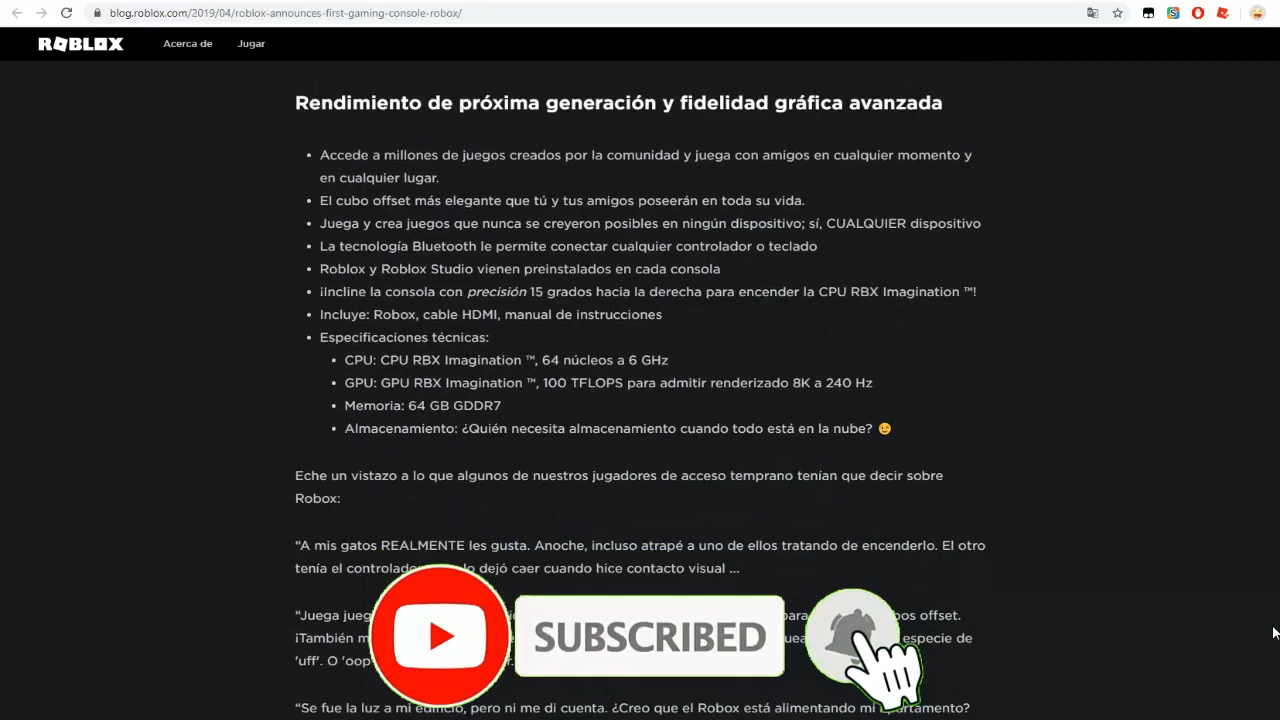 blog.roblox.com/2019/04/roblox-announces-first-gaming-console-robox/
ROBLOX Acerca de Jugar
Rendimiento de próxima generación y fidelidad gráfica avanzada
• Accede a millones de juegos creados por la comunidad y juega con amigos en cualquier momento y
en cualquier lugar.
• El cubo offset más elegante que tú y tus amigos poseerán en toda su vida.
• Juega y crea juegos que nunca se creyeron posibles en ningún dispositivo; sí, CUALQUIER dispositivo
• La tecnología Bluetooth le permite conectar cualquier controlador o teclado
• Roblox y Roblox Studio vienen preinstalados en cada consola
• ¡Incline la consola con precisión 15 grados hacia la derecha para encender la CPU RBX Imagination ™!
• Incluye: Robox, cable HDMI, manual de instrucciones
• Especificaciones técnicas:
• CPU: CPU RBX Imagination ™, 64 núcleos a 6 GHz
• GPU: GPU RBX Imagination ™, 100 TFLOPS para admitir renderizado 8K a 240 Hz
• Memoria: 64 GB GDDR7
• Almacenamiento: ¿Quién necesita almacenamiento cuando todo está en la nube? 😉
Eche un vistazo a lo que algunos de nuestros jugadores de acceso temprano tenían que decir sobre
Robox:
“A mis gatos REALMENTE les gusta. Anoche, incluso atrapé a uno de ellos tratando de encenderlo. El otro
tenía el lo dejó caer cuando hice contacto visual ...
“Juega offset.
¡También especie de
'uff'. O
SUBSCRIBED
“Se fue la luz a mi edificio, pero ni me di cuenta. ¿Creo que el Robox está alimentando mi apartamento?